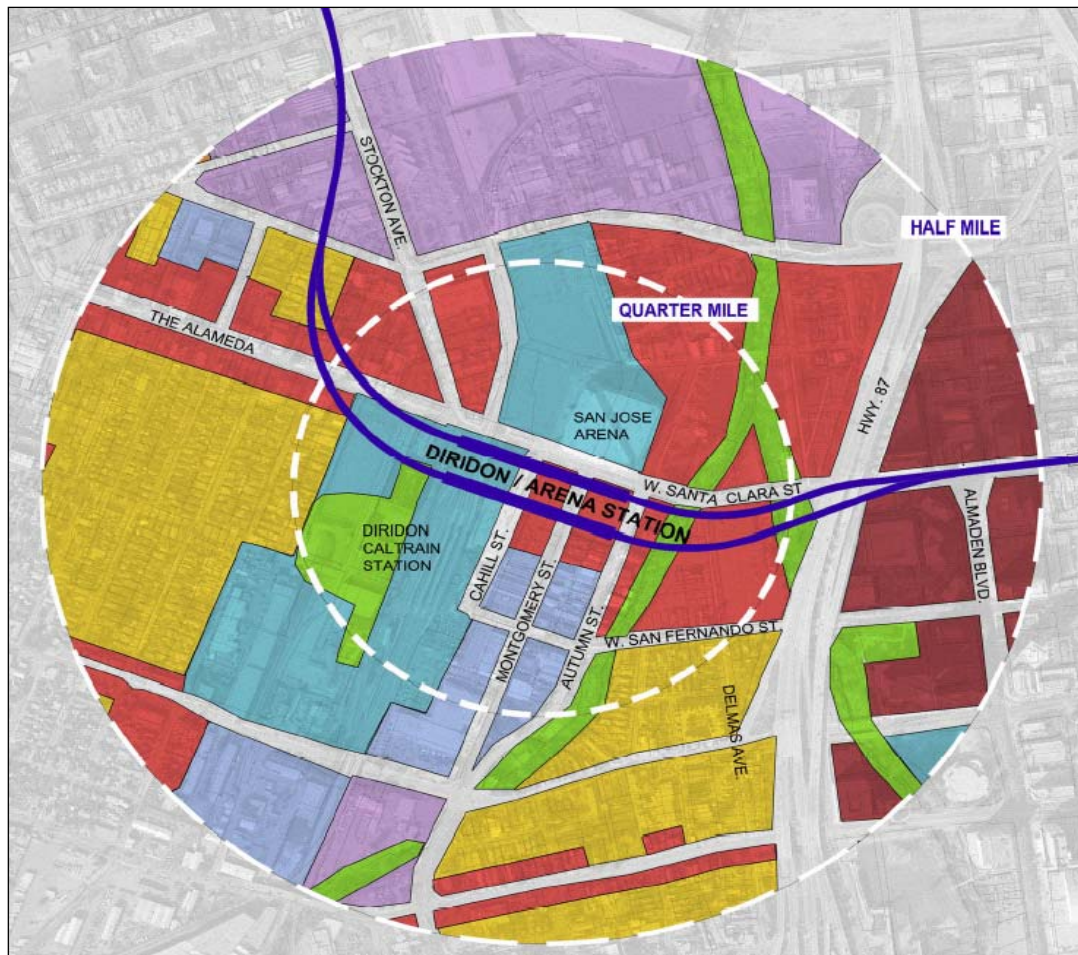 STOCKTON AVE.
HALF MILE
QUARTER MILE
THE ALAMEDA
HWY. 87
SAN JOSE
ARENA
DIRIDON / ARENA STATION
W. SANTA CLARA ST
ALMADEN BLVD.
DIRIDON
CALTRAIN
STATION
CAHILL ST.
MONTGOMERY ST.
AUTUMN ST.
W. SAN FERNANDO ST.
DELMAS AVE.